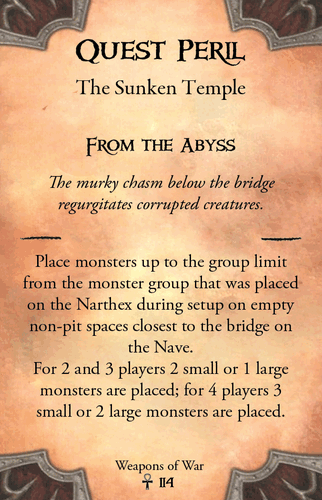 Quest Peril
The Sunken Temple
From the Abyss
The murky chasm below the bridge
regurgitates corrupted creatures.
Place monsters up to the group limit
from the monster group that was placed
on the Narthex during setup on empty
non-pit spaces closest to the bridge on
the Nave.
For 2 and 3 players 2 small or 1 large
monsters are placed; for 4 players 3
small or 2 large monsters are placed.
Weapons of War
114